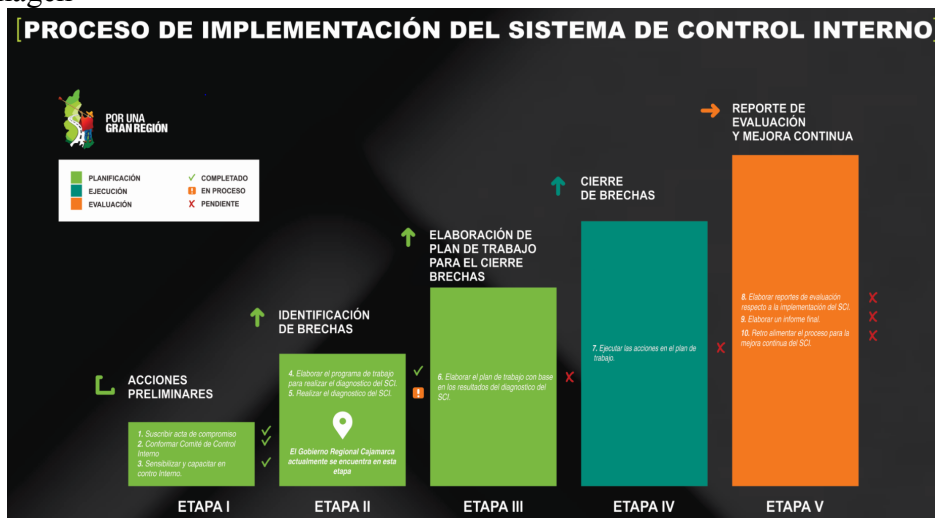 magen
[PROCESO DE IMPLEMENTACIÓN DEL SISTEMA DE CONTROL INTERNO]
POR UNA
GRAN REGIÓN
PLANIFICACIÓN
EJECUCIÓN
EVALUACIÓN
✓ COMPLETADO
! EN PROCESO
X PENDIENTE
ACCIONES
PRELIMINARES
1. Suscribir acta de compromiso ✓
2. Conformar Comité de Control ✓
Interno
3. Sensibilizar y capacitar en ✓
contro Interno.
ETAPA I
IDENTIFICACIÓN
DE BRECHAS
4. Elaborar el programa de trabajo ✓
para realizar el diagnostico del SCI.
5. Realizar el diagnostico del SCI. !
El Gobierno Regional Cajamarca
actualmente se encuentra en esta
etapa
ETAPA II
ELABORACIÓN DE
PLAN DE TRABAJO
PARA EL CIERRE
BRECHAS
6. Elaborar el plan de trabajo con base X
en los resultados del diagnostico del
SCI.
ETAPA III
CIERRE
DE BRECHAS
7. Ejecutar las acciones en el plan de X
trabajo.
ETAPA IV
REPORTE DE
EVALUACIÓN
Y MEJORA CONTINUA
8. Elaborar reportes de evaluación X
respecto a la implementación del SCI.
9. Elaborar un informe final. X
10. Retro alimentar el proceso para la X
mejora continua del SCI.
ETAPA V